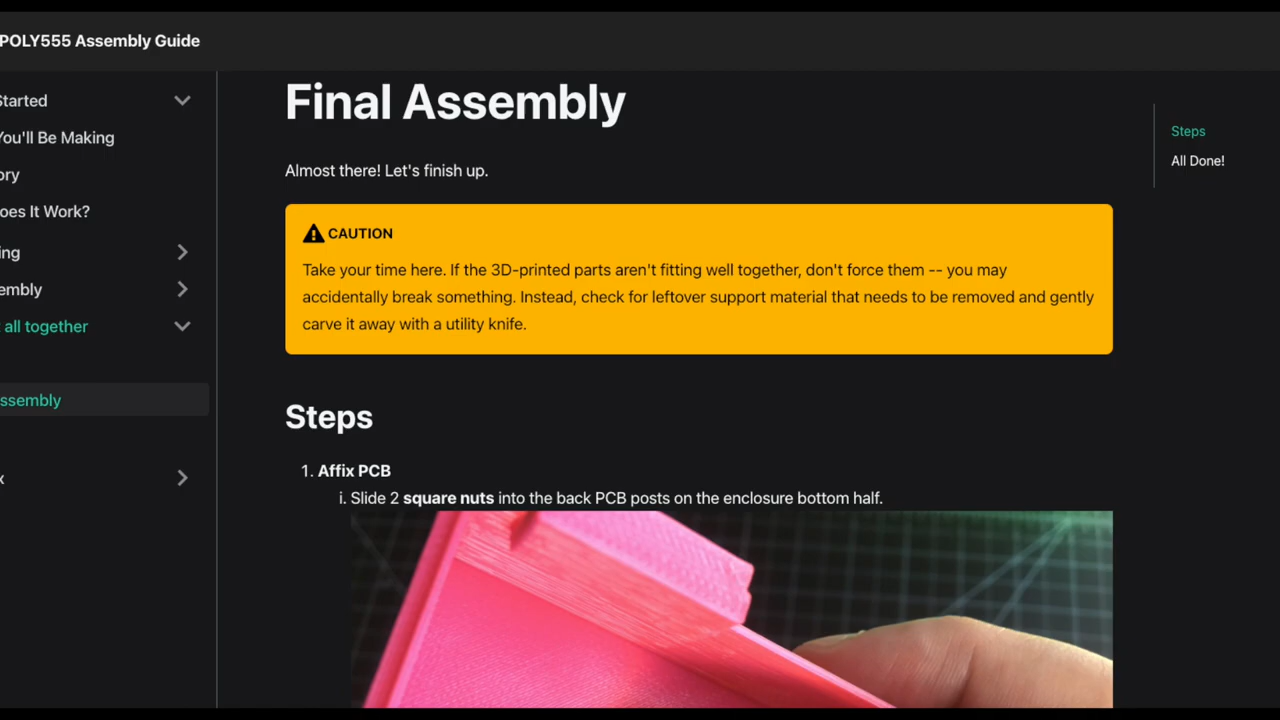 POLY555 Assembly Guide
Started
You'll Be Making
ory
oes It Work?
ing
embly
all together
ssembly
x
Final Assembly
Almost there! Let's finish up.
CAUTION
Take your time here. If the 3D-printed parts aren't fitting well together, don't force them -- you may
accidentally break something. Instead, check for leftover support material that needs to be removed and gently
carve it away with a utility knife.
Steps
1. Affix PCB
i. Slide 2 square nuts into the back PCB posts on the enclosure bottom half.
Steps
All Done!